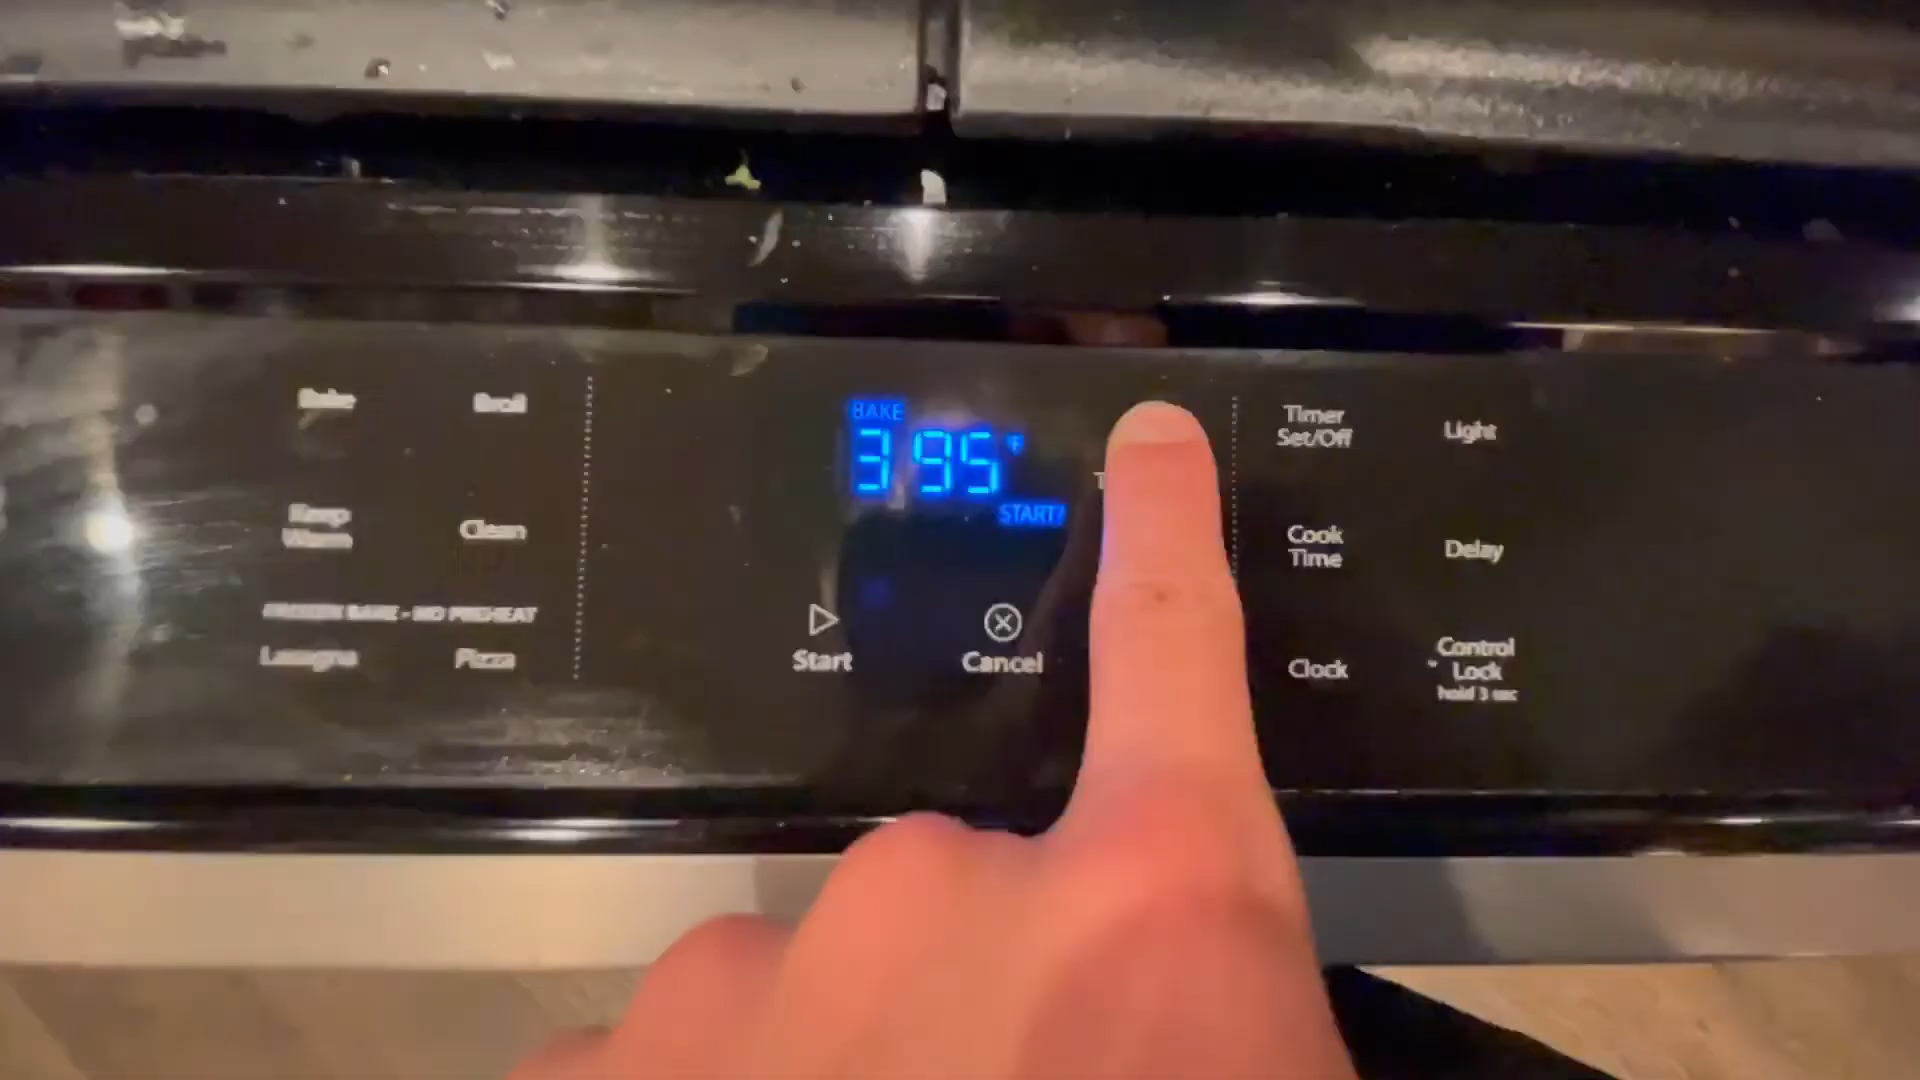 Bake
Broil
Keep
Warm
Clean
FROZEN BAKE - NO PREHEAT
Lasagna
Pizza
BAKE
395 °F
START?
Start
Cancel
Timer
Set/Off
Light
Cook
Time
Delay
Clock
Control
Lock
hold 3 sec